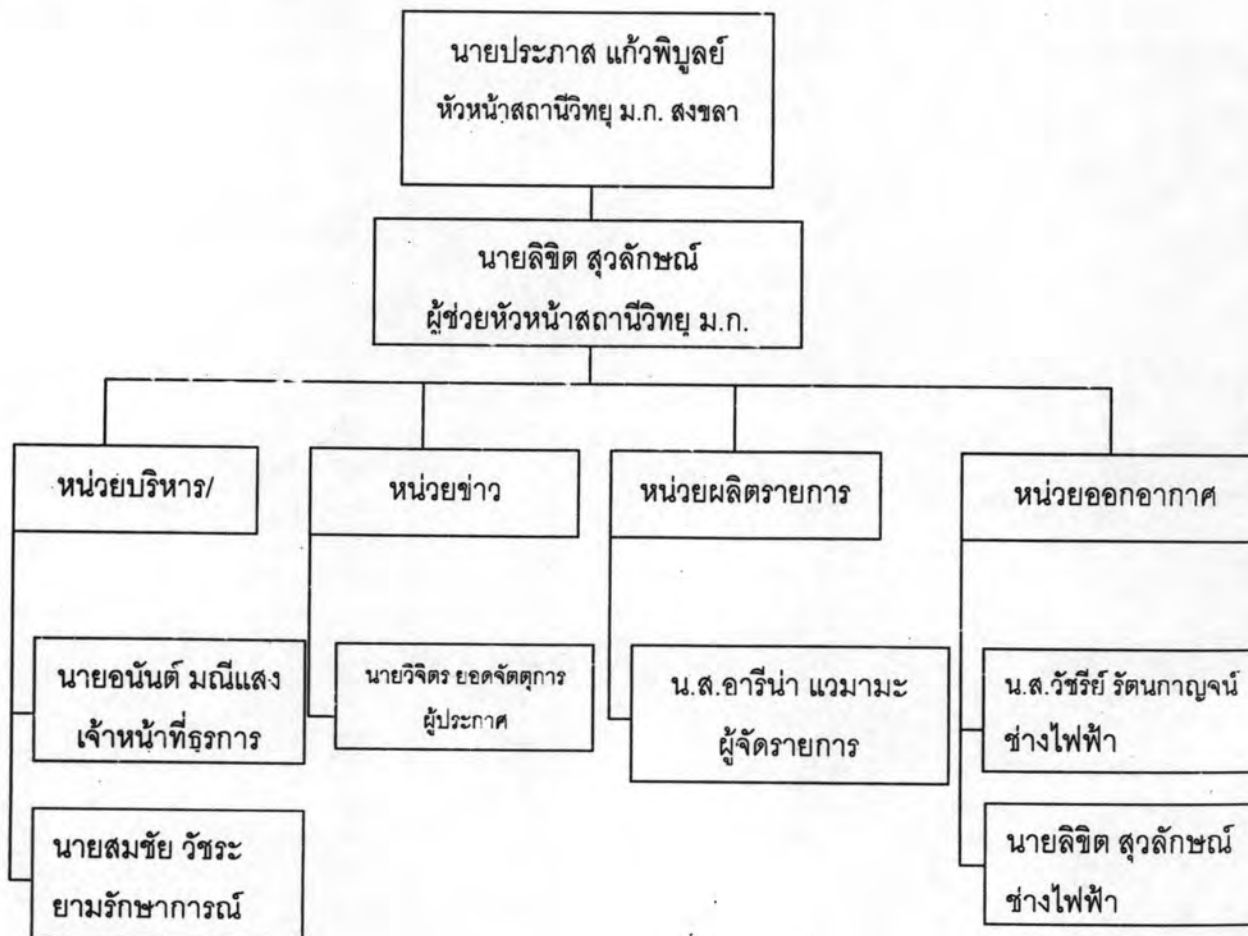 นายประภาส แก้วพิบูลย์
หัวหน้าสถานีวิทยุ ม.ก. สงขลา
นายลิขิต สุวลักษณ์
ผู้ช่วยหัวหน้าสถานีวิทยุ ม.ก.
หน่วยบริหาร/
หน่วยข่าว
หน่วยผลิตรายการ
หน่วยออกอากาศ
นายอนันต์ มณีแสง
เจ้าหน้าที่ธุรการ
นายวิจิตร ยอดจัตตุการ
ผู้ประกาศ
น.ส.อารีน่า แวมามะ
ผู้จัดรายการ
น.ส.วัชรีย์ รัตนกาญจน์
ช่างไฟฟ้า
นายสมชัย วัชระ
ยามรักษาการณ์
นายลิขิต สุวลักษณ์
ช่างไฟฟ้า